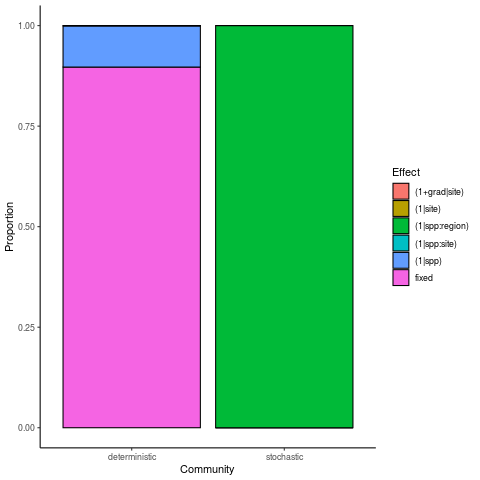 1.00
0.75
0.50
0.25
0.00
Proportion
deterministic
stochastic
Community
Effect
(1+grad|site)
(1|site)
(1|spp:region)
(1|spp:site)
(1|spp)
fixed